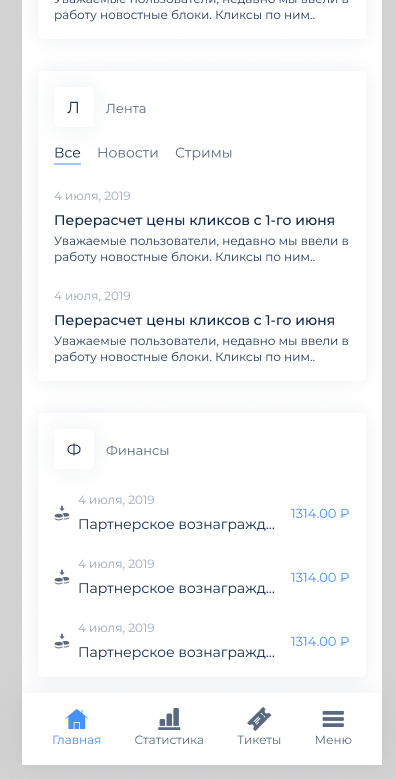 Уважаемые пользователи, недавно мы ввели в
работу новостные блоки. Кликсы по ним..
Л
Лента
Все Новости Стримы
4 июля, 2019
Перерасчет цены кликсов с 1-го июня
Уважаемые пользователи, недавно мы ввели в
работу новостные блоки. Кликсы по ним..
4 июля, 2019
Перерасчет цены кликсов с 1-го июня
Уважаемые пользователи, недавно мы ввели в
работу новостные блоки. Кликсы по ним..
Ф
Финансы
4 июля, 2019
Партнерское вознагражд...
1314.00 ₽
4 июля, 2019
Партнерское вознагражд...
1314.00 ₽
4 июля, 2019
Партнерское вознагражд...
1314.00 ₽
Главная Статистика Тикеты Меню